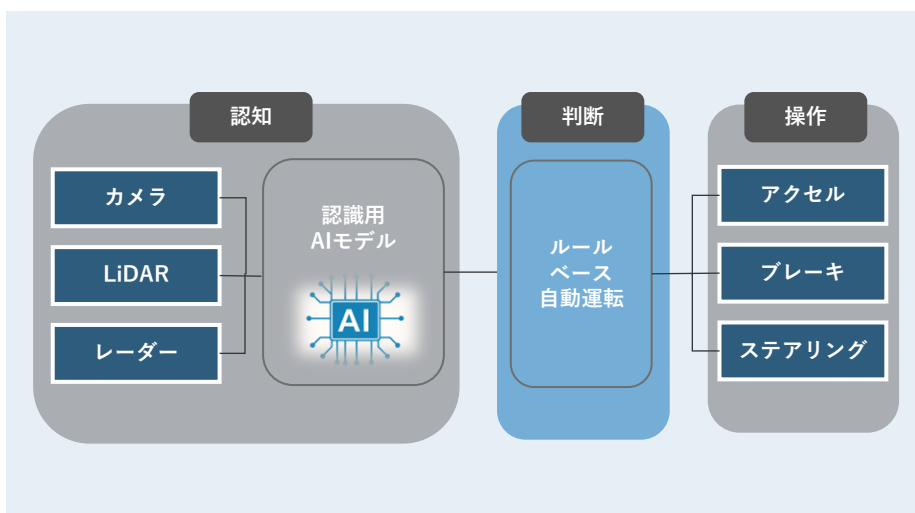 認知
カメラ
LiDAR
レーダー
認識用
AIモデル
AI
判断
ルール
ベース
自動運転
操作
アクセル
ブレーキ
ステアリング